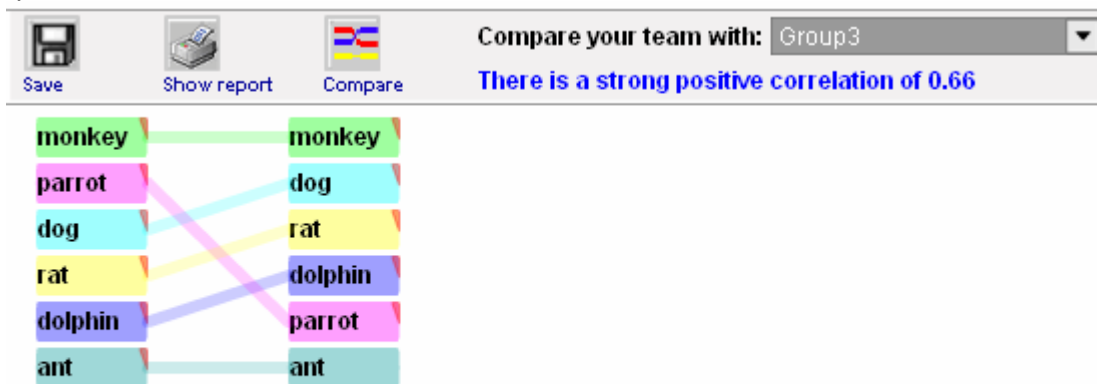 Compare your team with: Group3
Save Show report Compare There is a strong positive correlation of 0.66
monkey monkey
parrot dog
dog rat
rat dolphin
dolphin parrot
ant ant